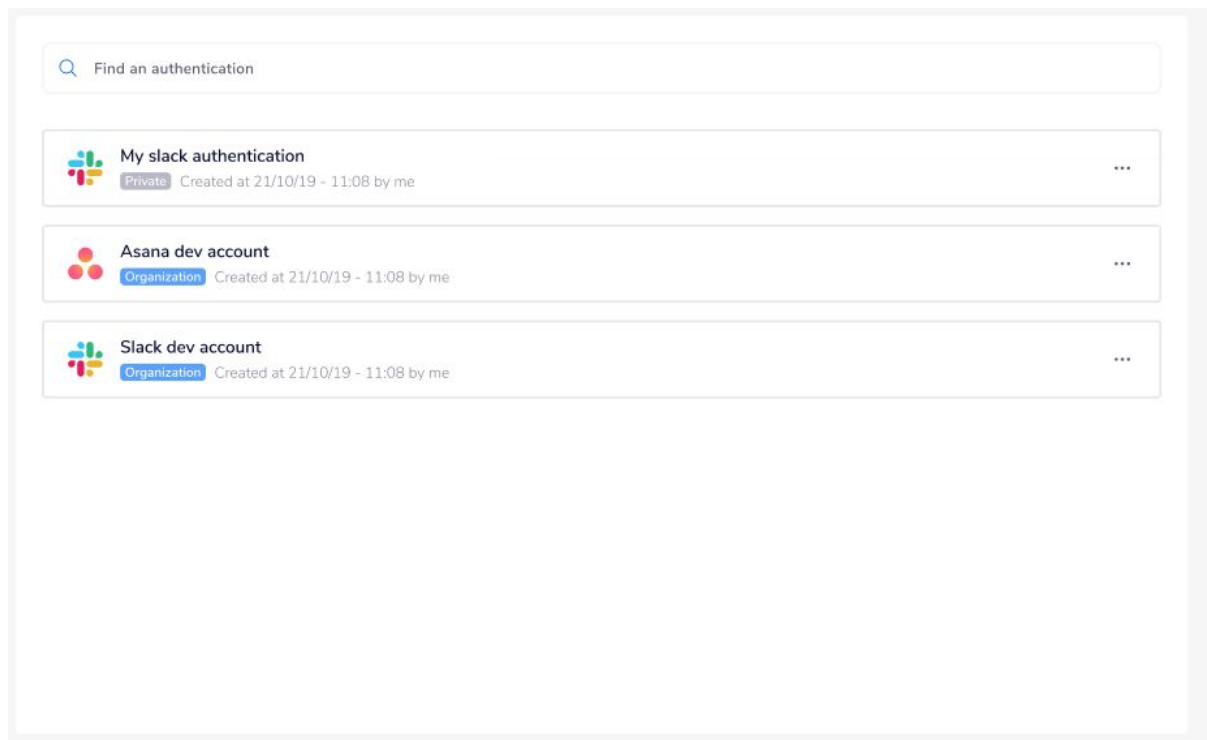 Find an authentication
My slack authentication
Private Created at 21/10/19 - 11:08 by me
Asana dev account
Organization Created at 21/10/19 - 11:08 by me
Slack dev account
Organization Created at 21/10/19 - 11:08 by me